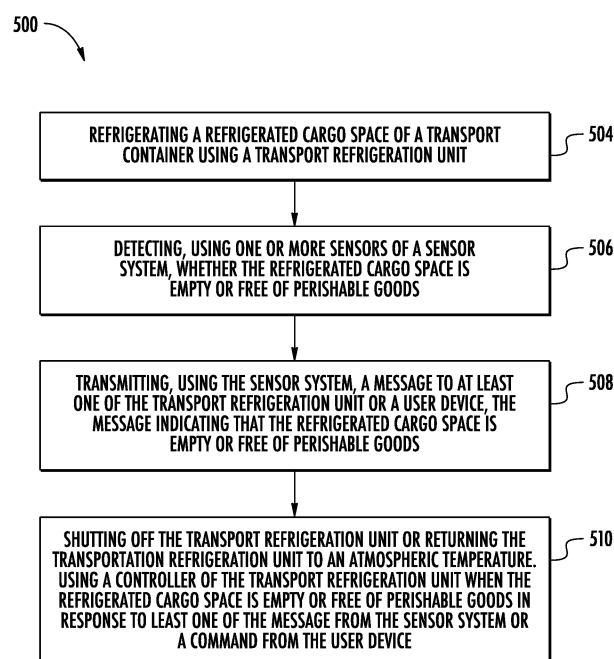 500
REFRIGERATING A REFRIGERATED CARGO SPACE OF A TRANSPORT
CONTAINER USING A TRANSPORT REFRIGERATION UNIT
504
DETECTING, USING ONE OR MORE SENSORS OF A SENSOR
SYSTEM, WHETHER THE REFRIGERATED CARGO SPACE IS
EMPTY OR FREE OF PERISHABLE GOODS
506
TRANSMITTING, USING THE SENSOR SYSTEM, A MESSAGE TO AT LEAST
ONE OF THE TRANSPORT REFRIGERATION UNIT OR A USER DEVICE, THE
MESSAGE INDICATING THAT THE REFRIGERATED CARGO SPACE IS
EMPTY OR FREE OF PERISHABLE GOODS
508
SHUTTING OFF THE TRANSPORT REFRIGERATION UNIT OR RETURNING THE
TRANSPORTATION REFRIGERATION UNIT TO AN ATMOSPHERIC TEMPERATURE.
USING A CONTROLLER OF THE TRANSPORT REFRIGERATION UNIT WHEN THE
REFRIGERATED CARGO SPACE IS EMPTY OR FREE OF PERISHABLE GOODS IN
RESPONSE TO LEAST ONE OF THE MESSAGE FROM THE SENSOR SYSTEM OR
A COMMAND FROM THE USER DEVICE
510